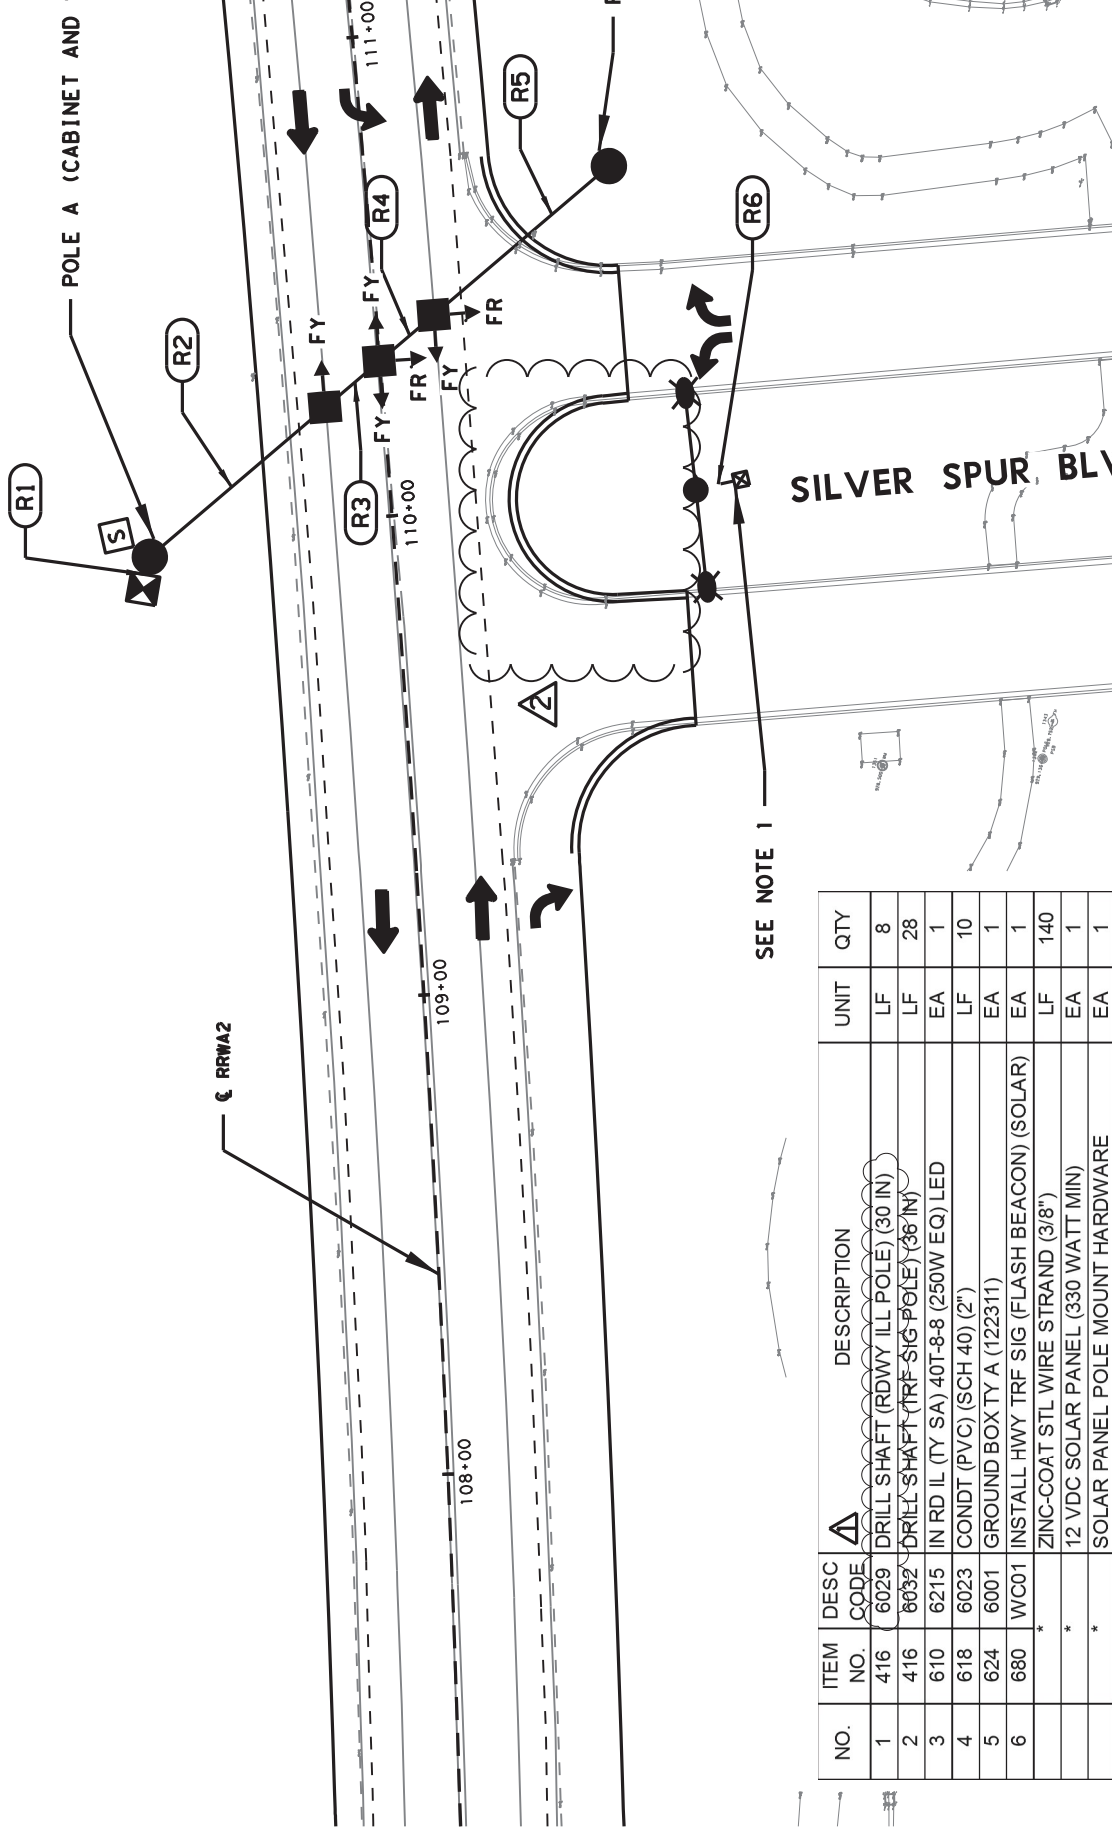 POLE A (CABINET AND
111+00
R5
R4
R2
R6
FY
FY
FR
FR
FY
FY
R3
R1
S
110+00
SILVER SPUR BLV
2
SEE NOTE 1
109+00
℄ RRWA2
108+00
1
NO. ITEM NO. DESC CODE DESCRIPTION UNIT QTY
1 416 6029 DRILL SHAFT (RDWY ILL POLE) (30 IN) LF 8
2 416 6032 DRILL SHAFT (TRF SIG POLE) (36 IN) LF 28
3 610 6215 IN RD IL (TY SA) 40T-8-8 (250W EQ) LED EA 1
4 618 6023 CONDT (PVC) (SCH 40) (2") LF 10
5 624 6001 GROUND BOX TY A (122311) EA 1
6 680 WC01 INSTALL HWY TRF SIG (FLASH BEACON) (SOLAR) EA 1
* ZINC-COAT STL WIRE STRAND (3/8") LF 140
* 12 VDC SOLAR PANEL (330 WATT MIN) EA 1
* SOLAR PANEL POLE MOUNT HARDWARE EA 1